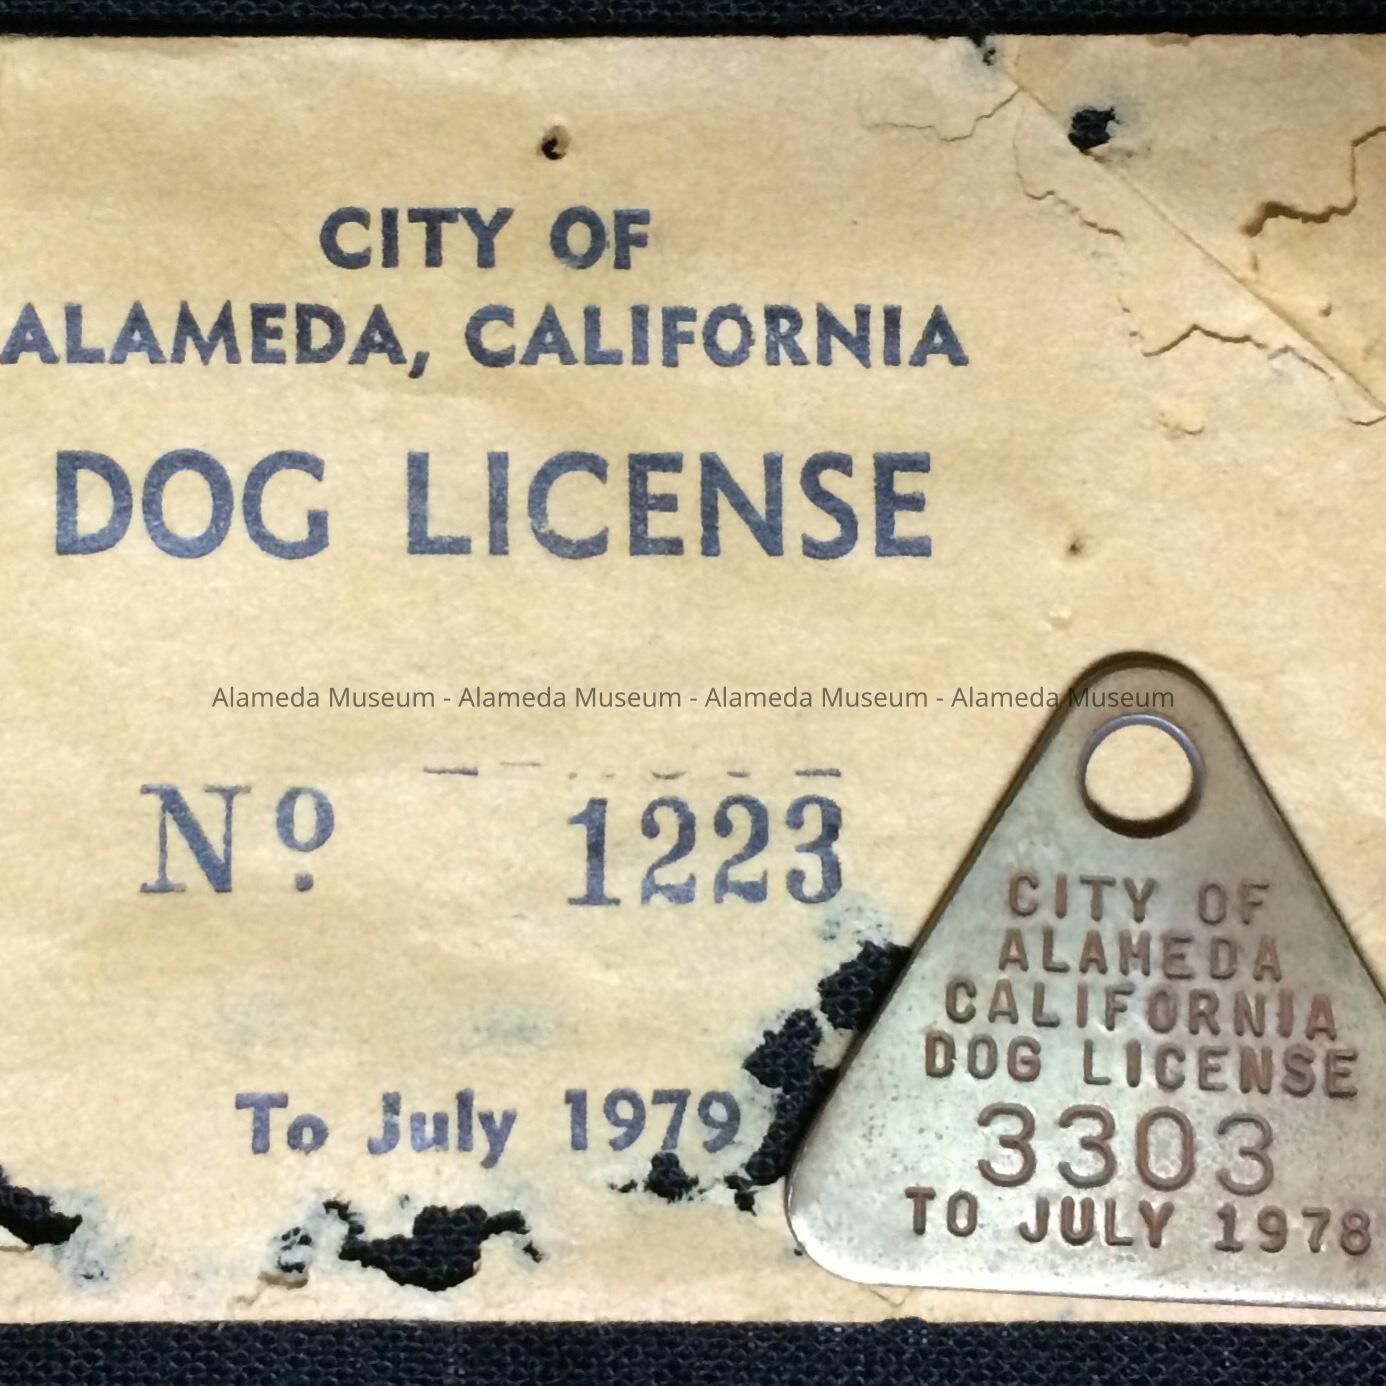 CITY OF
ALAMEDA, CALIFORNIA
DOG LICENSE
Alameda Museum - Alameda Museum - Alameda Museum - Alameda Museum
Nº 1223
To July 1979
CITY OF
ALAMEDA
CALIFORNIA
DOG LICENSE
3303
TO JULY 1978